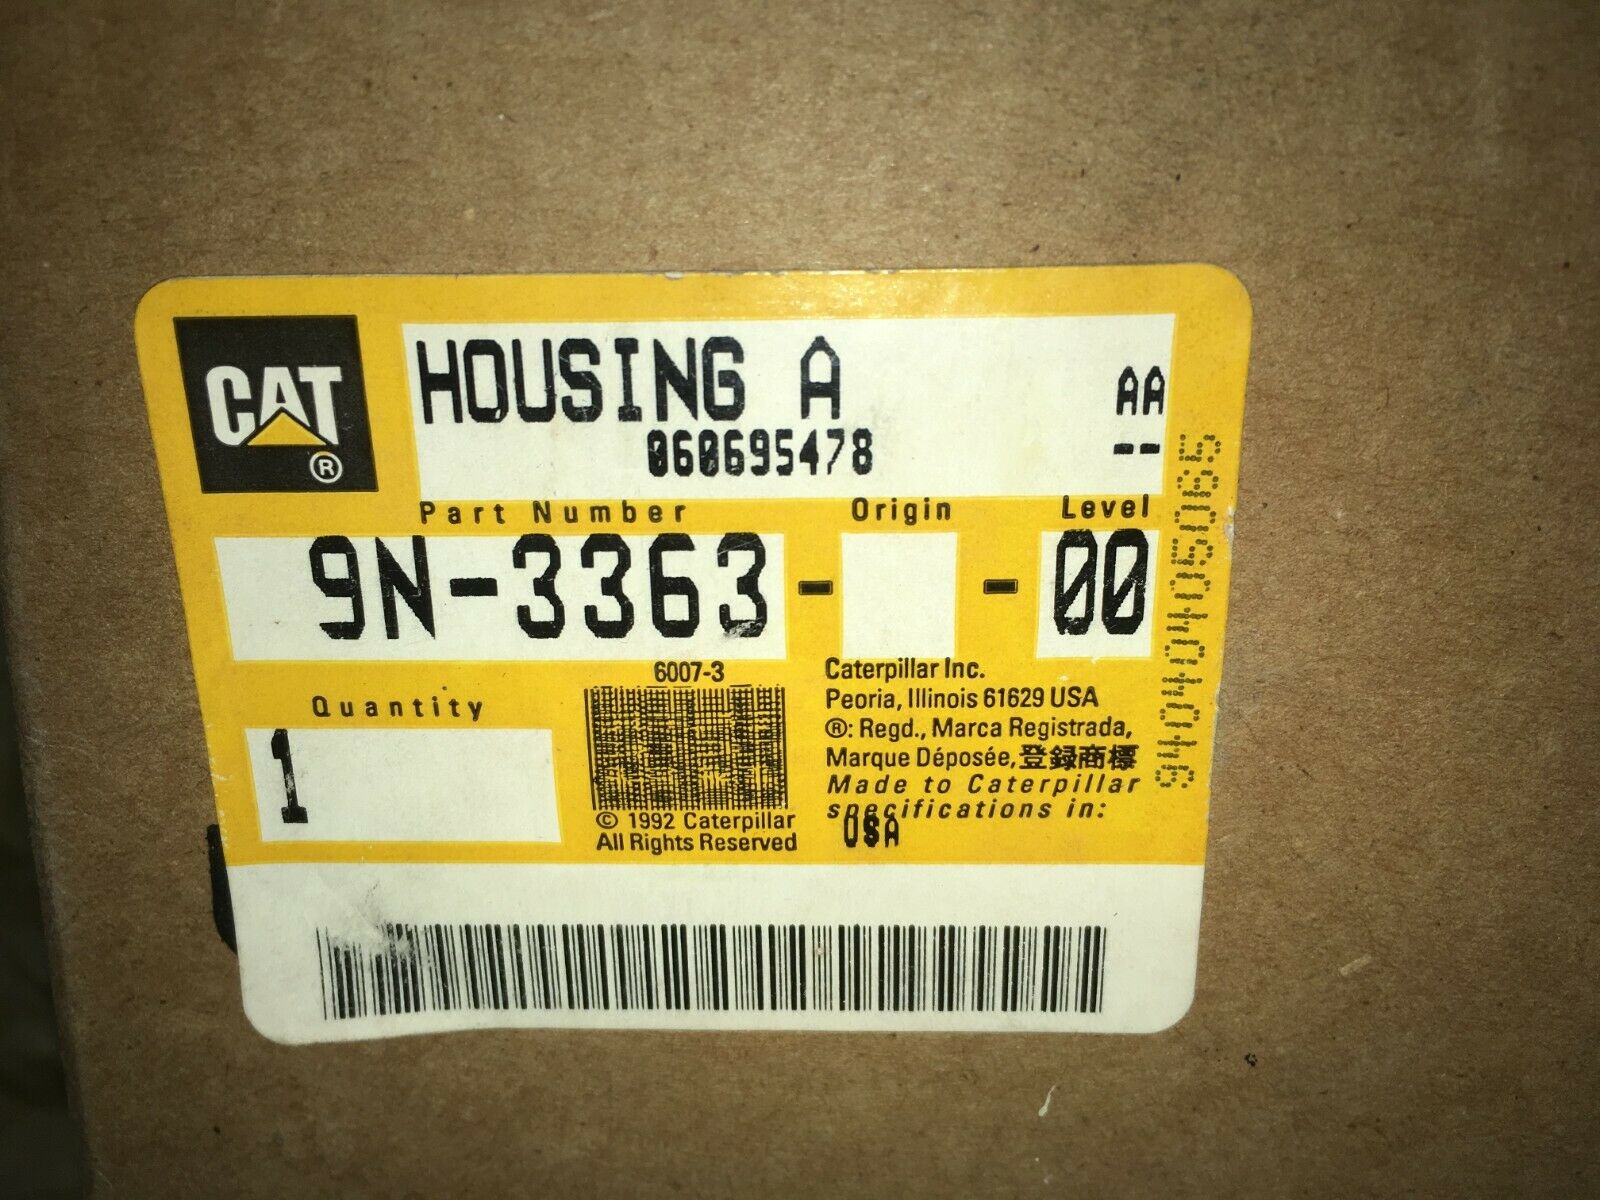 CAT
®
HOUSING A AA
060695478 --
Part Number Origin Level
9N-3363- -00
6007-3
Quantity
1
© 1992 Caterpillar
All Rights Reserved
Caterpillar Inc.
Peoria, Illinois 61629 USA
®: Regd., Marca Registrada,
Marque Déposée, 登録商標
Made to Caterpillar
specifications in:
USA